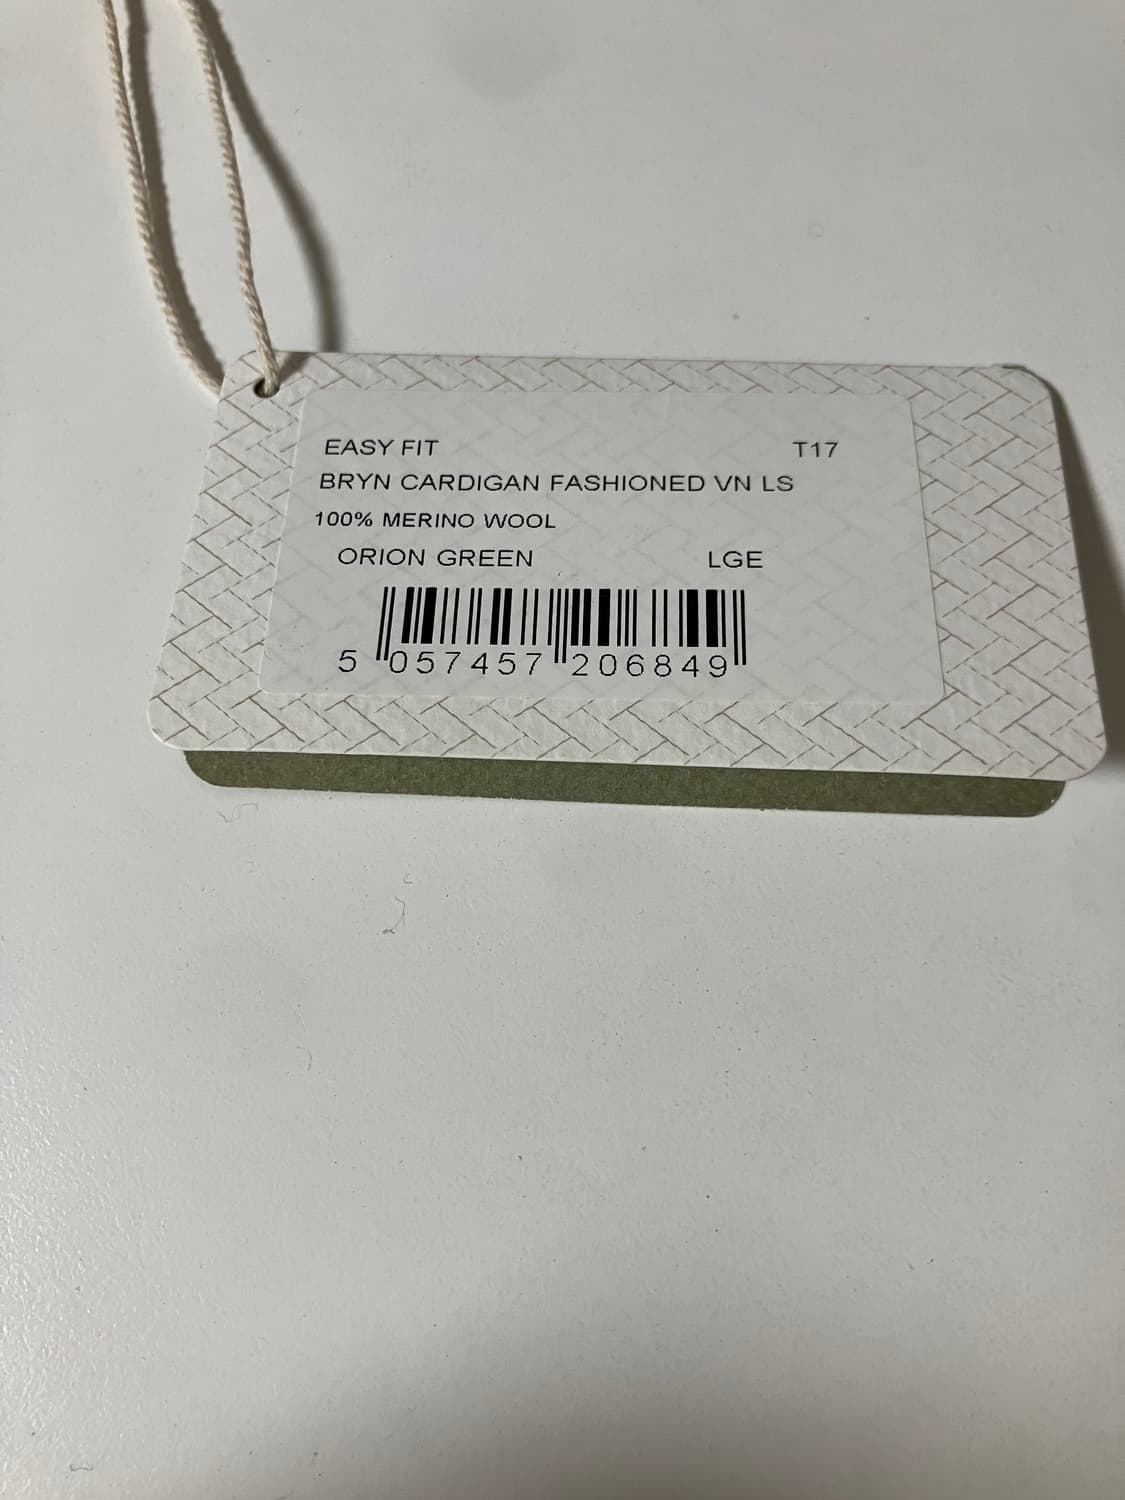 EASY FIT T17
BRYN CARDIGAN FASHIONED VN LS
100% MERINO WOOL
ORION GREEN LGE
5 057457 206849